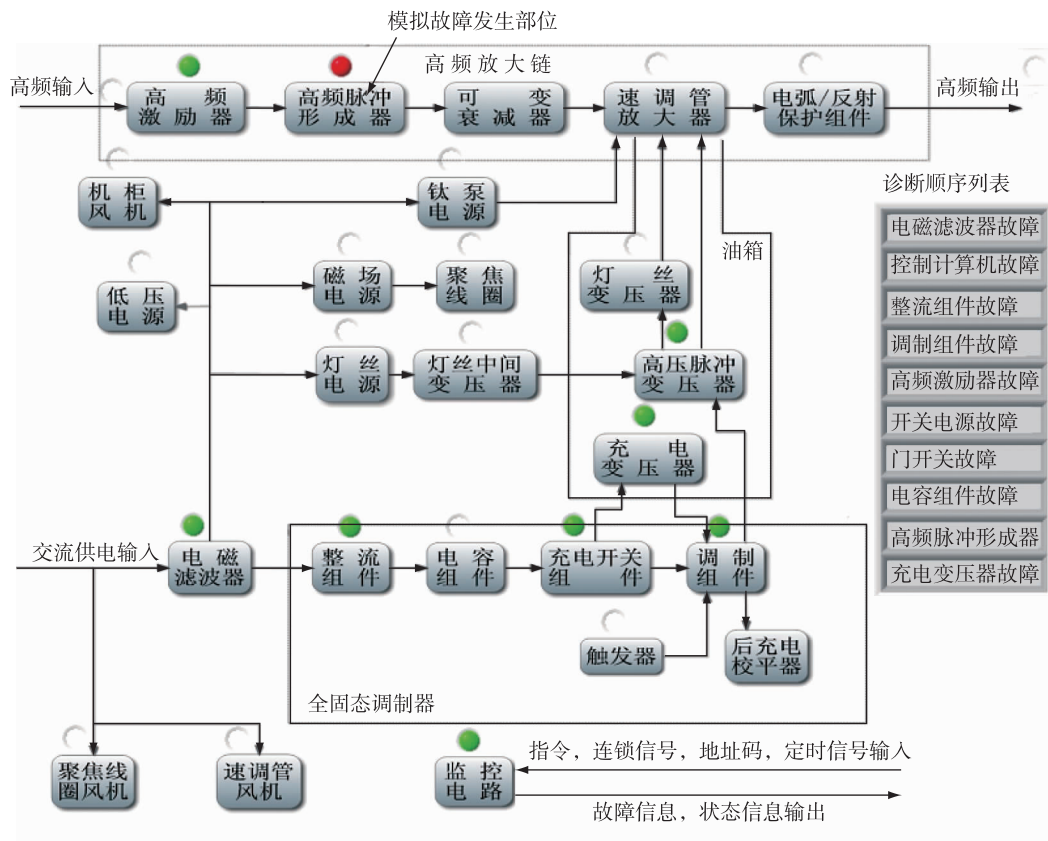 模拟故障发生部位
高频放大链
高频输入
高频
激励器
高频脉冲
形成器
可变
衰减器
速调管
放大器
电弧/反射
保护组件
高频输出
机柜
风机
钛泵
电源
诊断顺序列表
电磁滤波器故障
控制计算机故障
整流组件故障
调制组件故障
高频激励器故障
开关电源故障
门开关故障
电容组件故障
高频脉冲形成器
充电变压器故障
油箱
低压
电源
磁场
电源
聚焦
线圈
灯丝
变压器
灯丝
电源
灯丝中间
变压器
高压脉冲
变压器
充电
变压器
交流供电输入
电磁
滤波器
整流
组件
电容
组件
充电开关
组件
调制
组件
触发器
后充电
校平器
全固态调制器
聚焦线
圈风机
速调管
风机
监控
电路
指令，连锁信号，地址码，定时信号输入
故障信息，状态信息输出